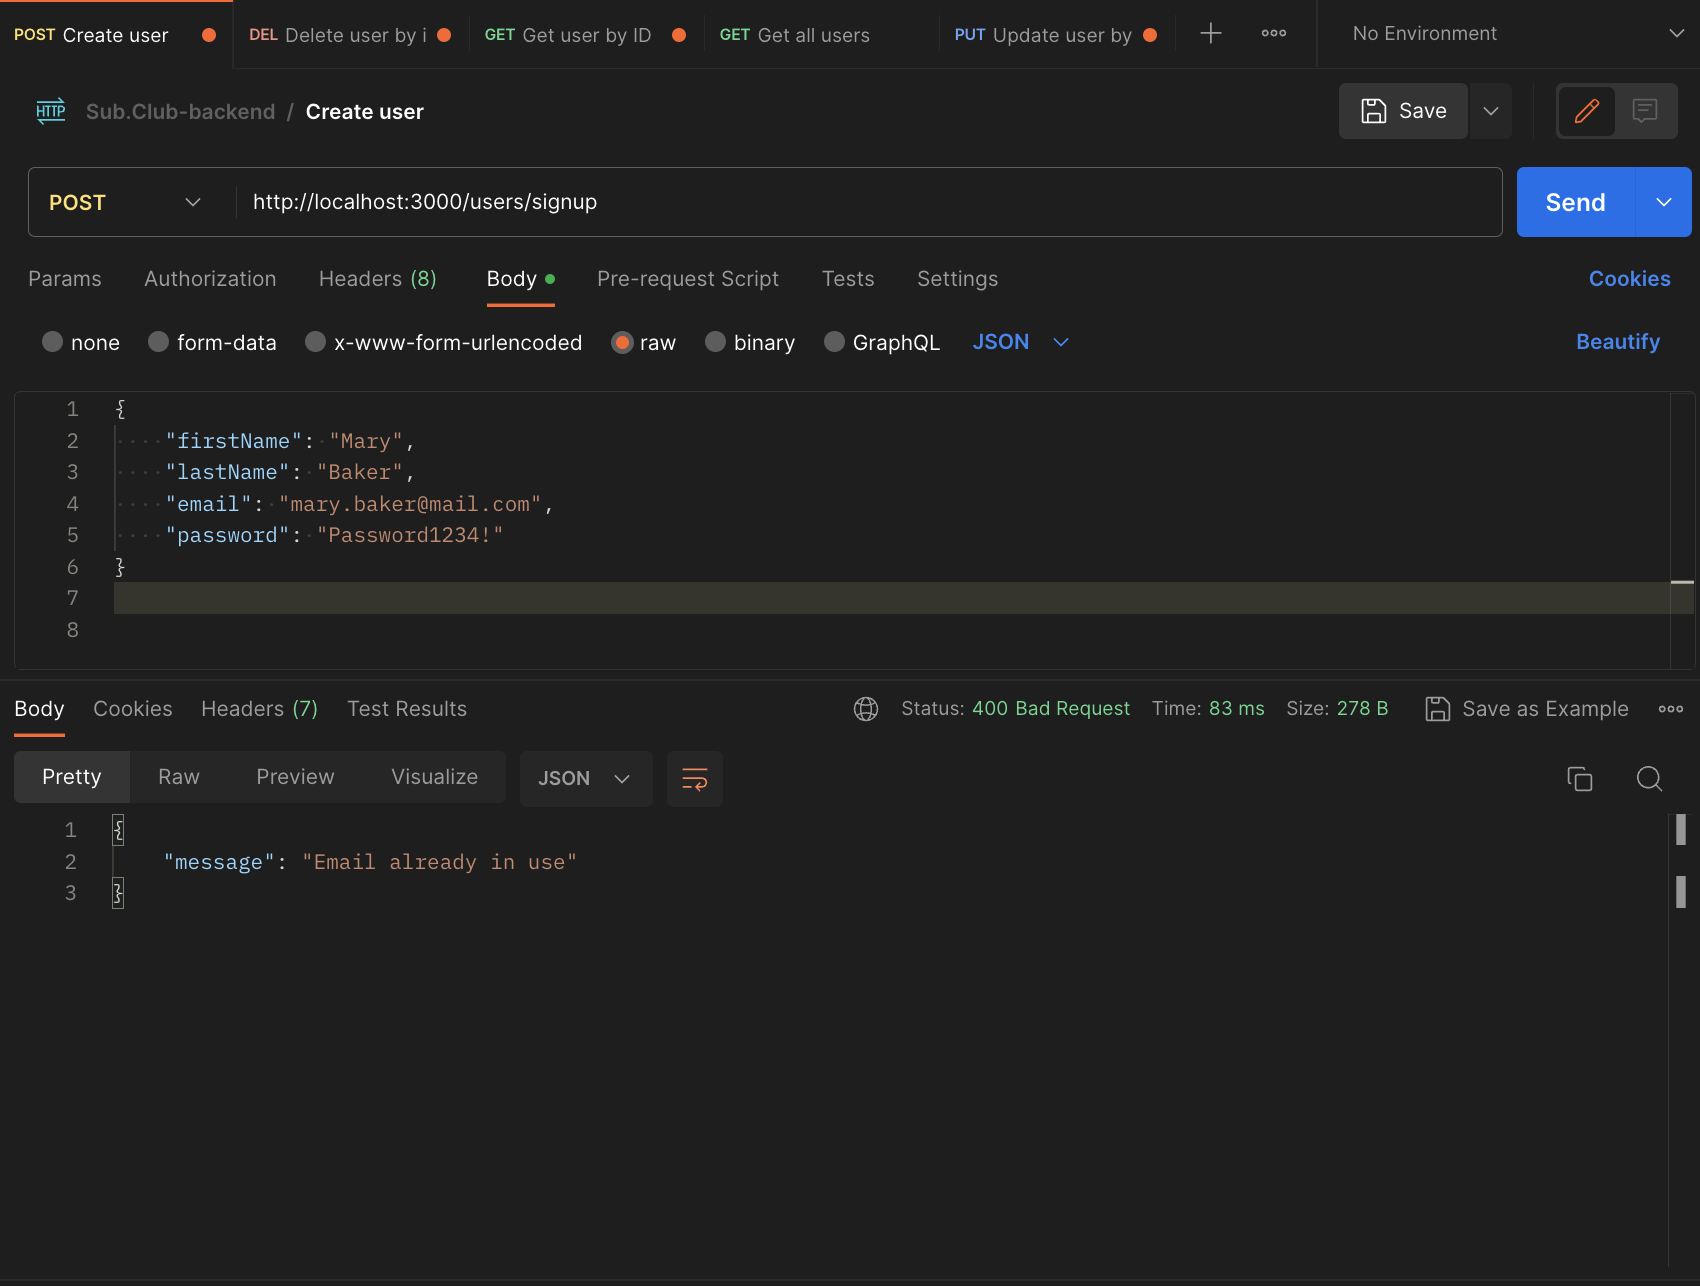 POST Create user DEL Delete user by i GET Get user by ID GET Get all users PUT Update user by No Environment
HTTP Sub.Club-backend / Create user Save
POST http://localhost:3000/users/signup Send
Params Authorization Headers (8) Body Pre-request Script Tests Settings Cookies
none form-data x-www-form-urlencoded raw binary GraphQL JSON Beautify
1 {
2 "firstName": "Mary",
3 "lastName": "Baker",
4 "email": "mary.baker@mail.com",
5 "password": "Password1234!"
6 }
7
8
Body Cookies Headers (7) Test Results Status: 400 Bad Request Time: 83 ms Size: 278 B Save as Example
Pretty Raw Preview Visualize JSON
1 {
2 "message": "Email already in use"
3 }